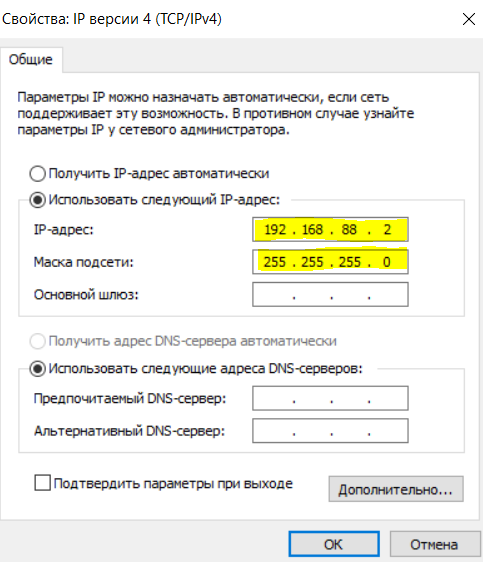 Свойства: IP версии 4 (TCP/IPv4)
Общие
Параметры IP можно назначать автоматически, если сеть
поддерживает эту возможность. В противном случае узнайте
параметры IP у сетевого администратора.
Получить IP-адрес автоматически
Использовать следующий IP-адрес:
IP-адрес: 192 . 168 . 88 . 2
Маска подсети: 255 . 255 . 255 . 0
Основной шлюз: . . .
Получить адрес DNS-сервера автоматически
Использовать следующие адреса DNS-серверов:
Предпочитаемый DNS-сервер: . . .
Альтернативный DNS-сервер: . . .
Подтвердить параметры при выходе
Дополнительно...
ОК Отмена